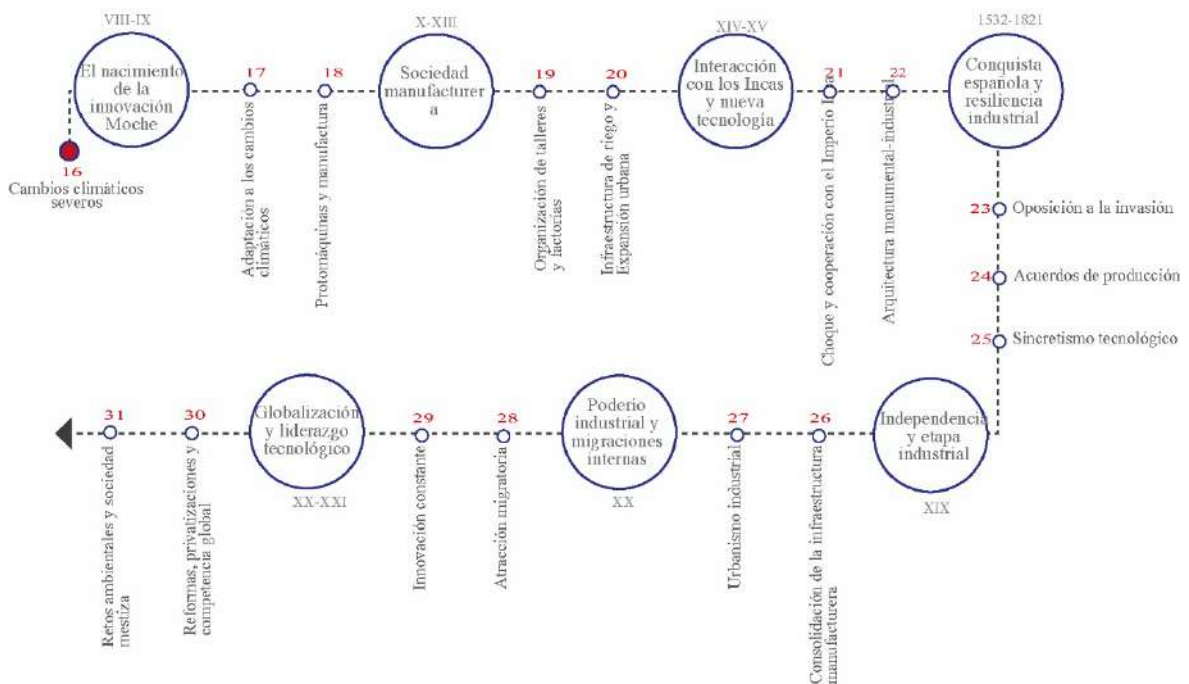 VIII-IX
El nacimiento
de la
innovación
Moche
16
Cambios climáticos
severos
17
Adaptación a los cambios
climáticos
18
Protomáquinas y manufactura
X-XIII
Sociedad
manufacturer
a
19
Organización de talleres
y factorías
20
Infraestructura de riego y
Expansión urbana
XIV-XV
Interacción
con los Incas
y nueva
tecnología
21
Choque y cooperación con el Imperio Inca
22
Arquitectura monumental-industrial
1532-1821
Conquista
española y
resiliencia
industrial
23
Oposición a la invasión
24
Acuerdos de producción
25
Sincretismo tecnológico
Independencia
y etapa
industrial
XIX
26
Consolidación de la infraestructura
manufacturera
27
Urbanismo industrial
Poderío
industrial y
migraciones
internas
XX
28
Atracción migratoria
29
Innovación constante
Globalización
y liderazgo
tecnológico
XX-XXI
30
Reformas, privatizaciones y
competencia global
31
Retos ambientales y sociedad
mestiza